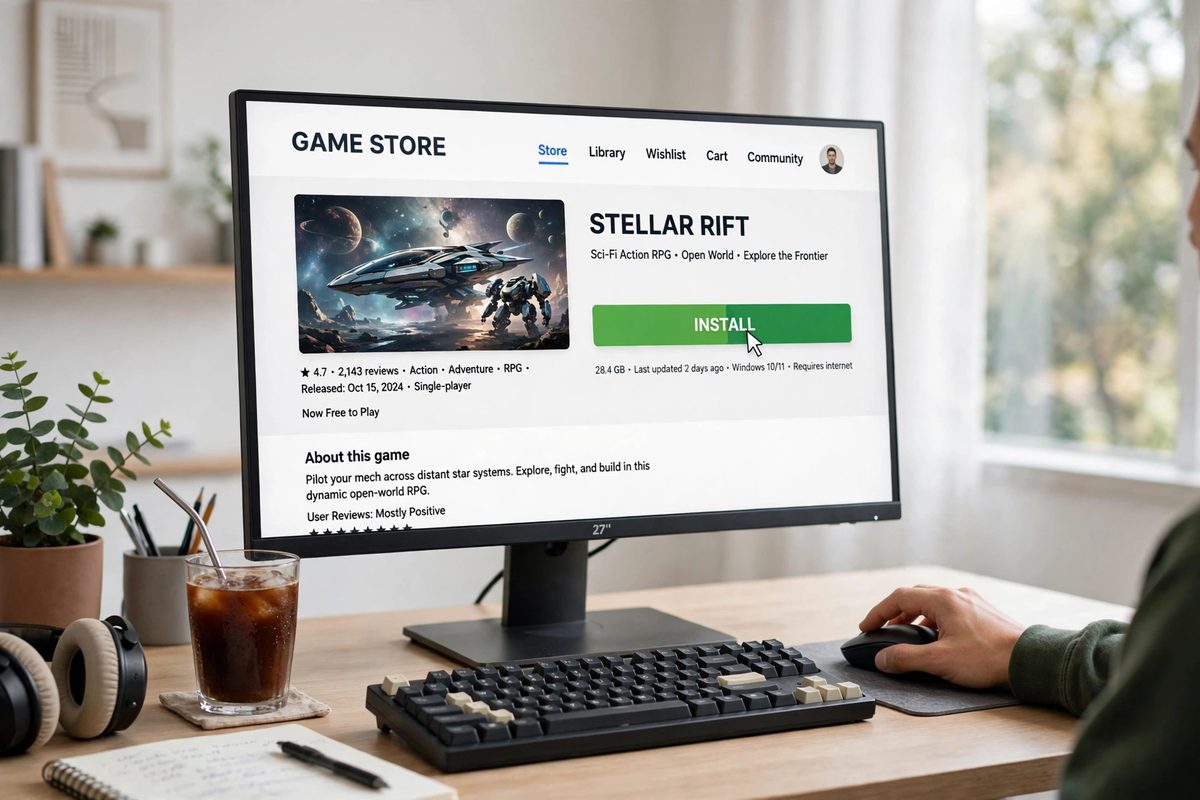 GAME STORE
Store Library Wishlist Cart Community
STELLAR RIFT
Sci-Fi Action RPG • Open World • Explore the Frontier
INSTALL
28.4 GB • Last updated 2 days ago • Windows 10/11 • Requires internet
★ 4.7 • 2,143 reviews • Action • Adventure • RPG •
Released: Oct 15, 2024 • Single-player
Now Free to Play
About this game
Pilot your mech across distant star systems. Explore, fight, and build in this
dynamic open-world RPG.
User Reviews: Mostly Positive
27"